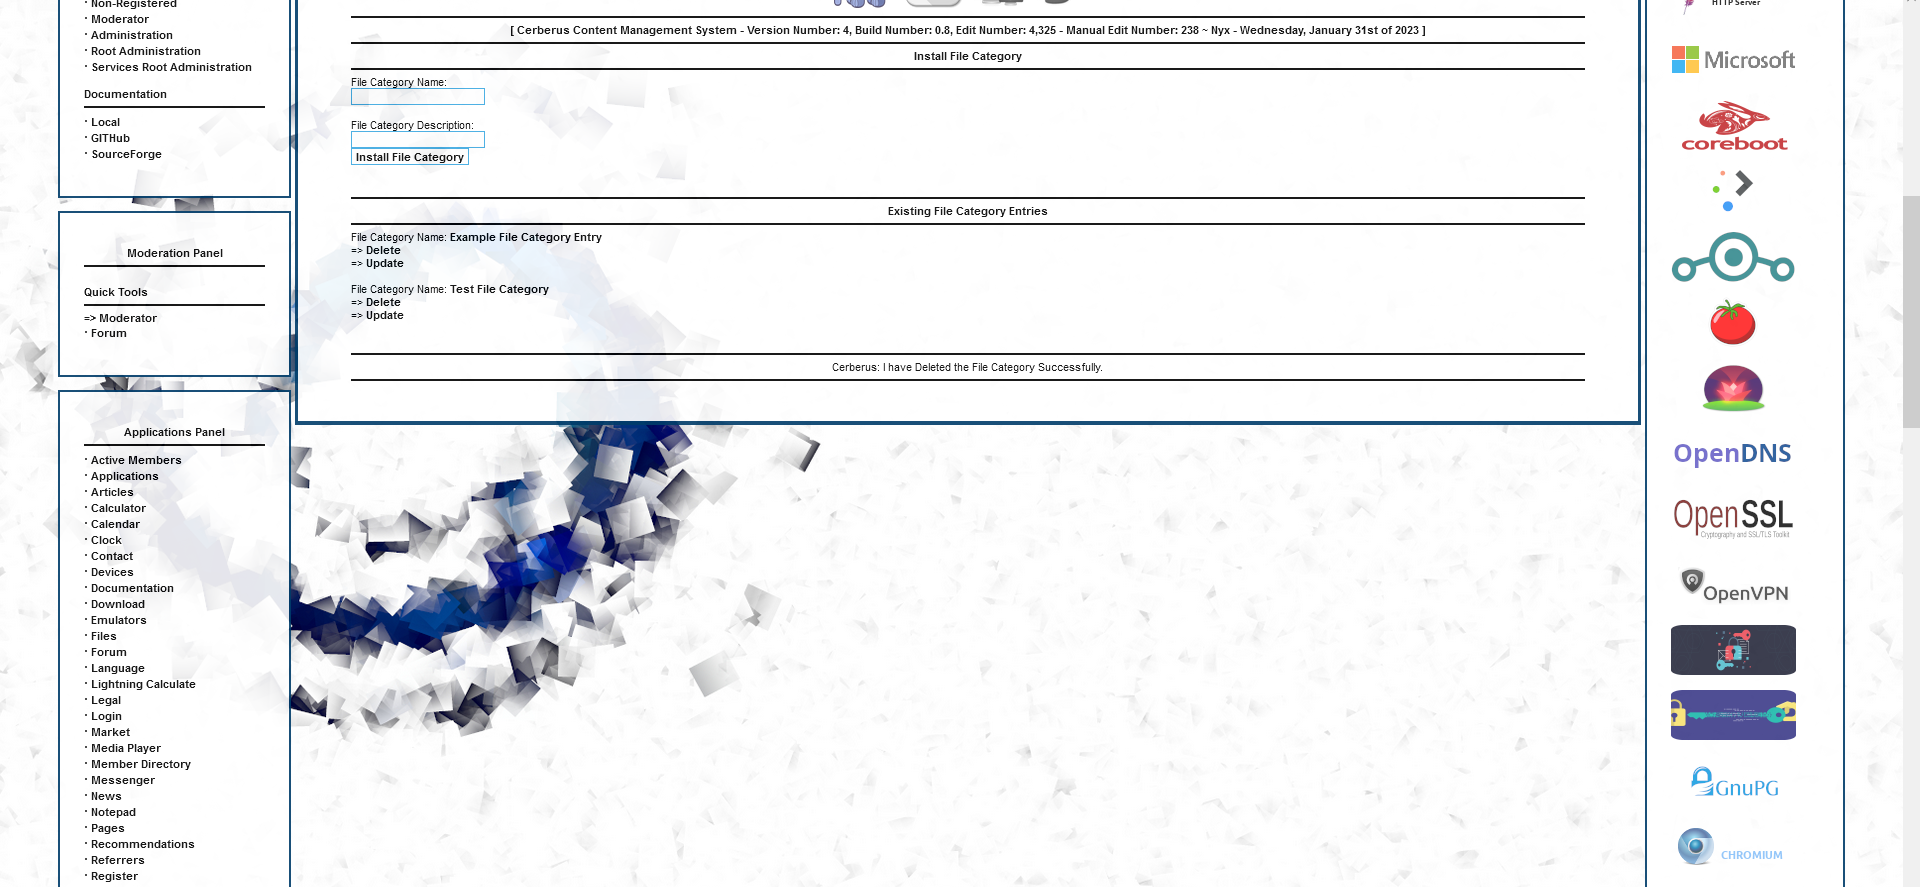 · Non-Registered
· Moderator
· Administration
· Root Administration
· Services Root Administration
Documentation
· Local
· GITHub
· SourceForge
Moderation Panel
Quick Tools
=> Moderator
· Forum
Applications Panel
· Active Members
· Applications
· Articles
· Calculator
· Calendar
· Clock
· Contact
· Devices
· Documentation
· Download
· Emulators
· Files
· Forum
· Language
· Lightning Calculate
· Legal
· Login
· Market
· Media Player
· Member Directory
· Messenger
· News
· Notepad
· Pages
· Recommendations
· Referrers
· Register
[ Cerberus Content Management System - Version Number: 4, Build Number: 0.8, Edit Number: 4,325 - Manual Edit Number: 238 ~ Nyx - Wednesday, January 31st of 2023 ]
Install File Category
File Category Name:
File Category Description:
Install File Category
Existing File Category Entries
File Category Name: Example File Category Entry
=> Delete
=> Update
File Category Name: Test File Category
=> Delete
=> Update
Cerberus: I have Deleted the File Category Successfully.
HTTP Server
Microsoft
coreboot
OpenDNS
OpenSSL
Cryptography and SSL/TLS Toolkit
OpenVPN
GnuPG
CHROMIUM